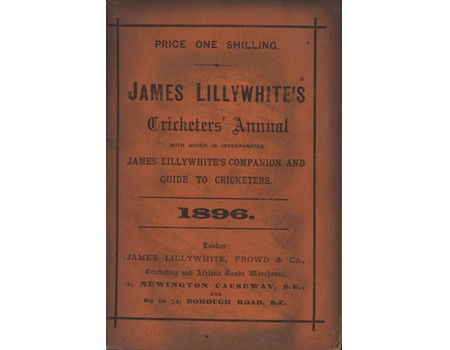 PRICE ONE SHILLING.
JAMES LILLYWHITE'S
Cricketers' Annual
WITH WHICH IS INCORPORATED
JAMES LILLYWHITE'S COMPANION AND
GUIDE TO CRICKETERS.
1896.
London:
JAMES LILLYWHITE, FROWD & Co.,
Cricketing and Athletic Goods Warehouse,
2, NEWINGTON CAUSEWAY, S.E.,
AND
69 to 74, BOROUGH ROAD, S.E.